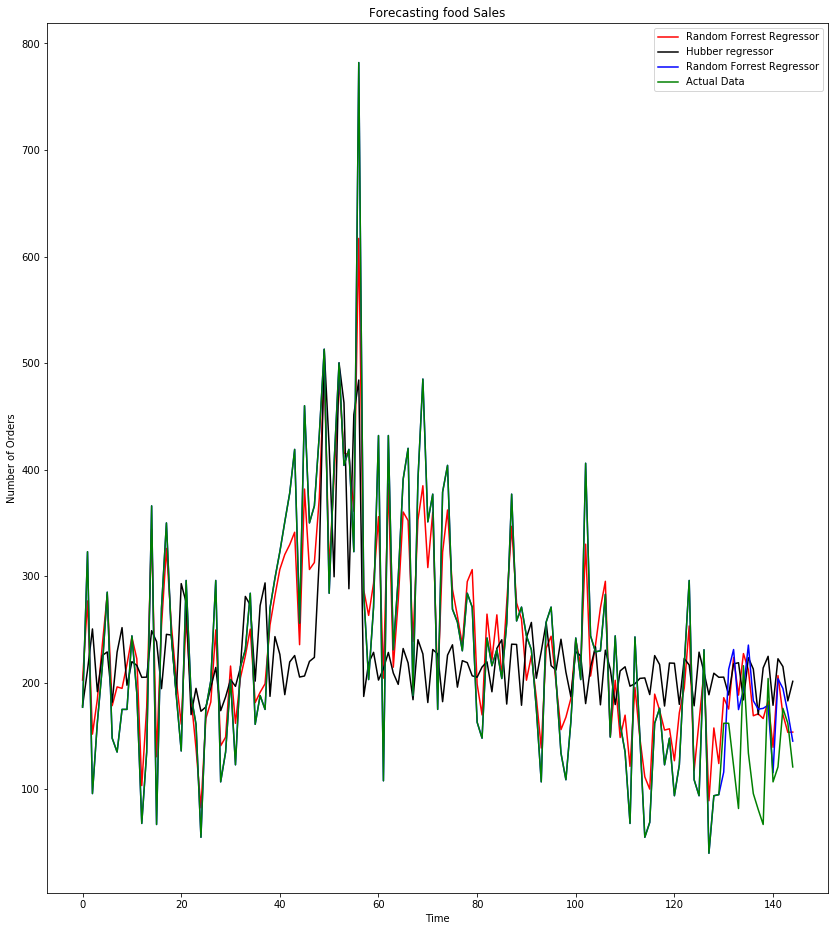 Forecasting food Sales
Random Forrest Regressor
Hubber regressor
Random Forrest Regressor
Actual Data
Number of Orders
800
700
600
500
400
300
200
100
0 20 40 60 80 100 120 140
Time